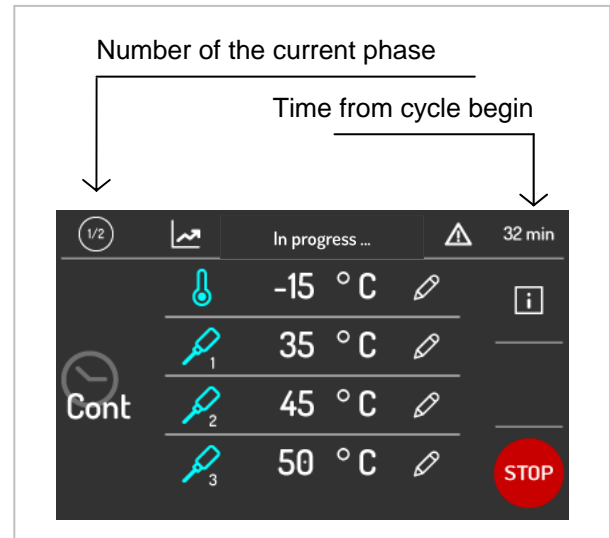 Number of the current phase
Time from cycle begin
1/2 In progress ... 32 min
-15 °C
i
1 35 °C
Cont
2 45 °C
3 50 °C
STOP